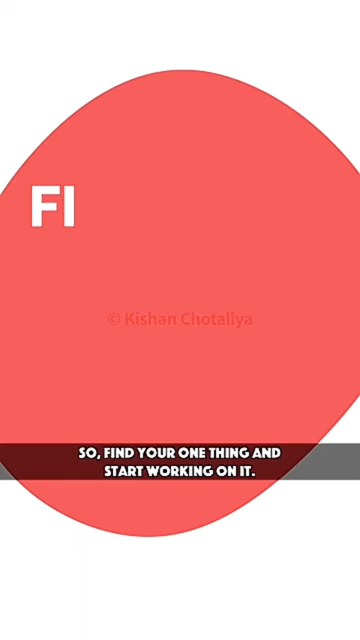 FI
© Kishan Chotaliya
SO, FIND YOUR ONE THING AND
START WORKING ON IT.